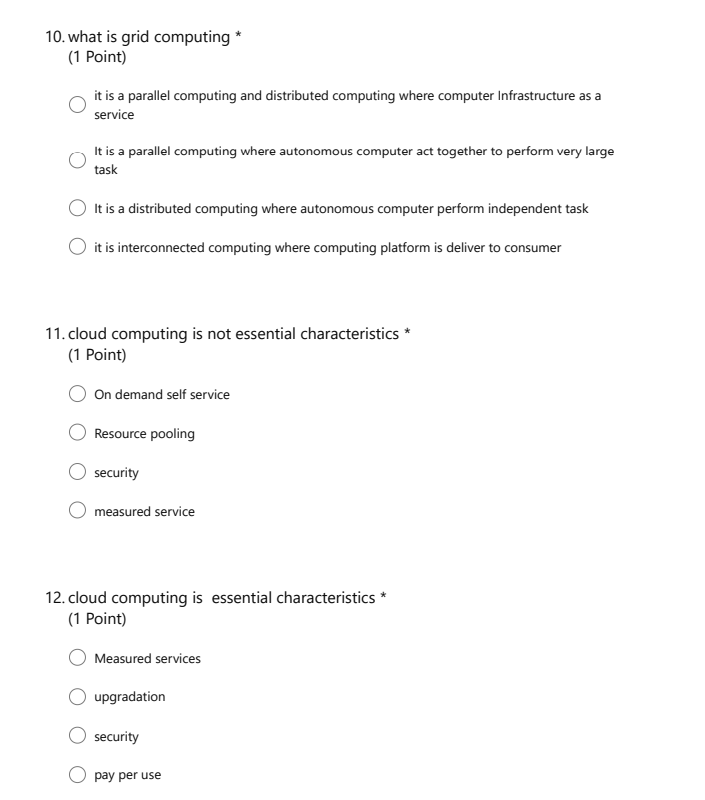 10. what is grid computing *
(1 Point)
it is a parallel computing and distributed computing where computer Infrastructure as a
service
It is a parallel computing where autonomous computer act together to perform very large
task
It is a distributed computing where autonomous computer perform independent task
it is interconnected computing where computing platform is deliver to consumer
11. cloud computing is not essential characteristics *
(1 Point)
On demand self service
Resource pooling
security
measured service
12. cloud computing is  essential characteristics *
(1 Point)
Measured services
upgradation
security
pay per use